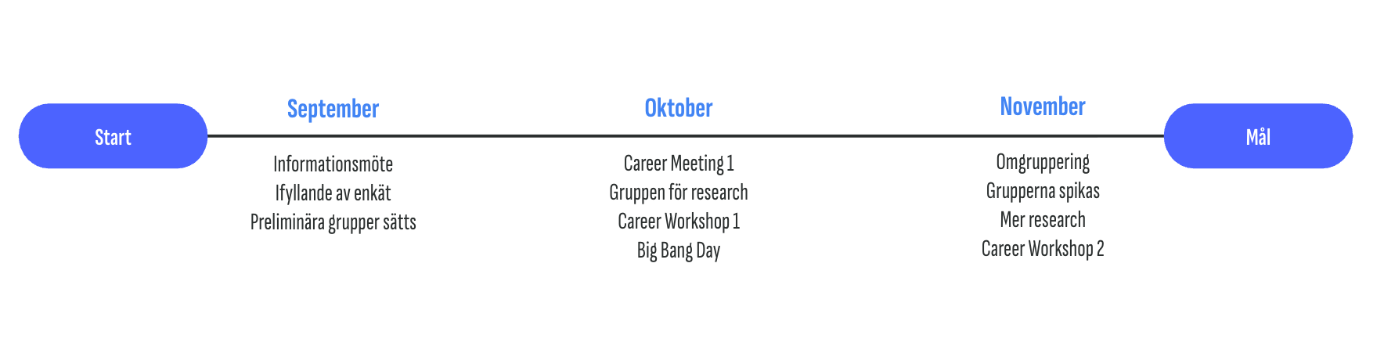 Start
September
Informationsmöte
Ifyllande av enkät
Preliminära grupper sätts
Oktober
Career Meeting 1
Gruppen för research
Career Workshop 1
Big Bang Day
November
Omgruppering
Grupperna spikas
Mer research
Career Workshop 2
Mål